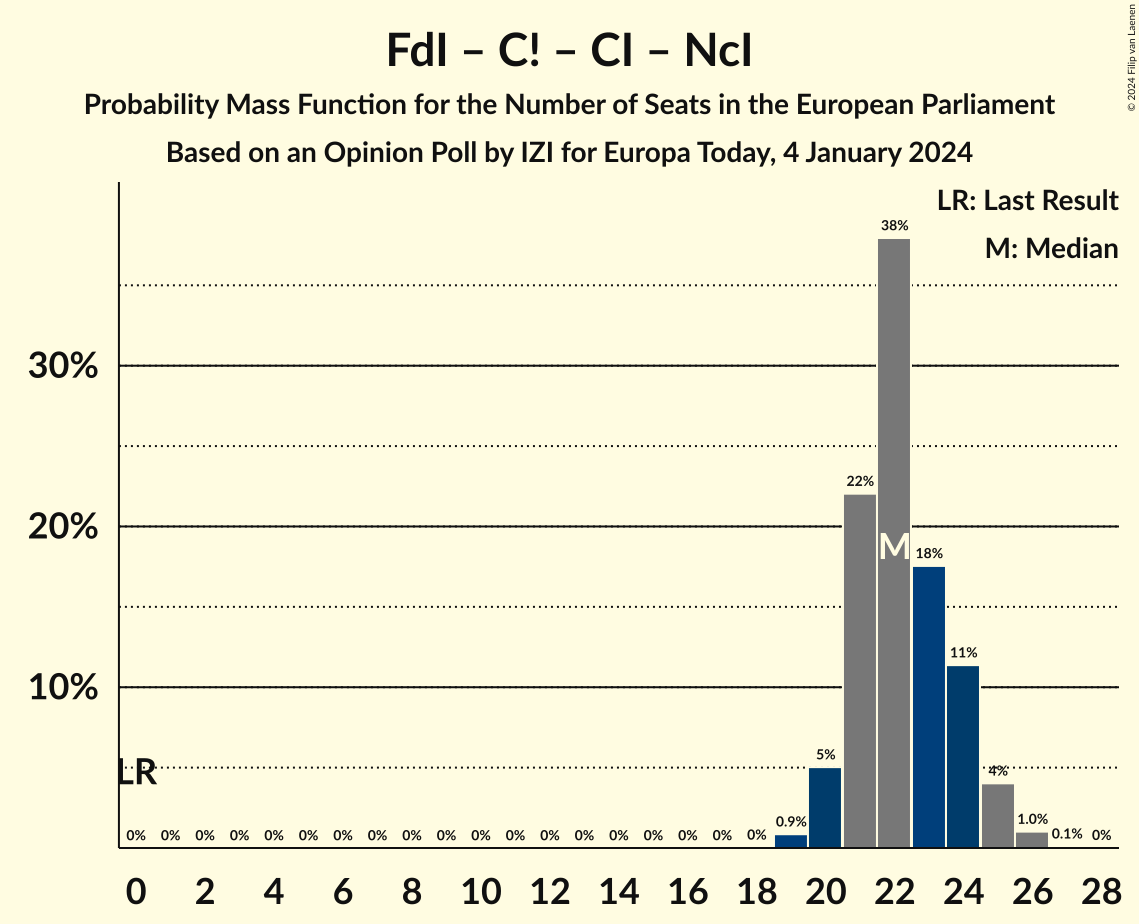 FdI – C! – CI – NcI
Probability Mass Function for the Number of Seats in the European Parliament
Based on an Opinion Poll by IZI for Europa Today, 4 January 2024
© 2024 Filip van Laenen
LR: Last Result
M: Median
38%
30%
22%
20%
M
18%
11%
10%
5%
4%
LR
0% 0% 0% 0% 0% 0% 0% 0% 0% 0% 0% 0% 0% 0% 0% 0% 0% 0% 0% 0.9% 1.0% 0.1% 0%
0 2 4 6 8 10 12 14 16 18 20 22 24 26 28